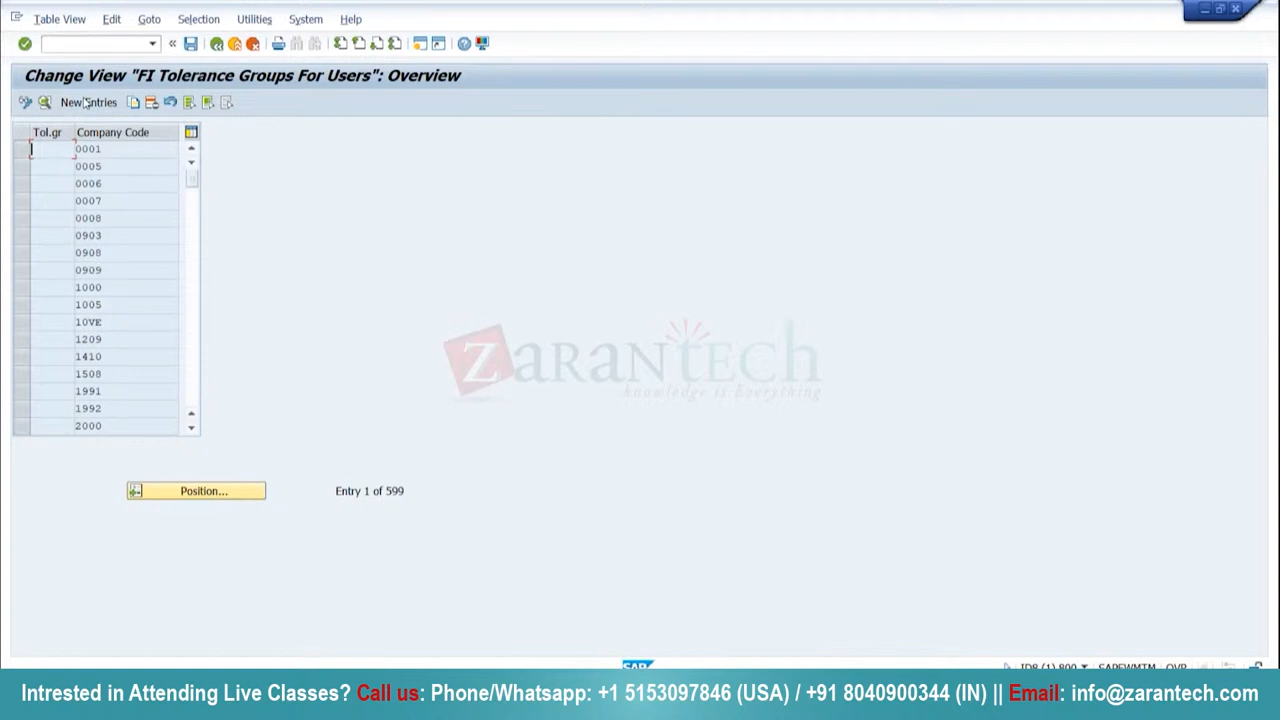 Table View Edit Goto Selection Utilities System Help
Change View "FI Tolerance Groups For Users": Overview
New Entries
Tol.gr Company Code
0001
0005
0006
0007
0008
0903
0908
0909
1000
1005
10VE
1209
1410
1508
1991
1992
2000
ZaranTech
knowledge is Everything
Position...
Entry 1 of 599
SAP
Intrested in Attending Live Classes? Call us: Phone/Whatsapp: +1 5153097846 (USA) / +91 8040900344 (IN) || Email: info@zarantech.com